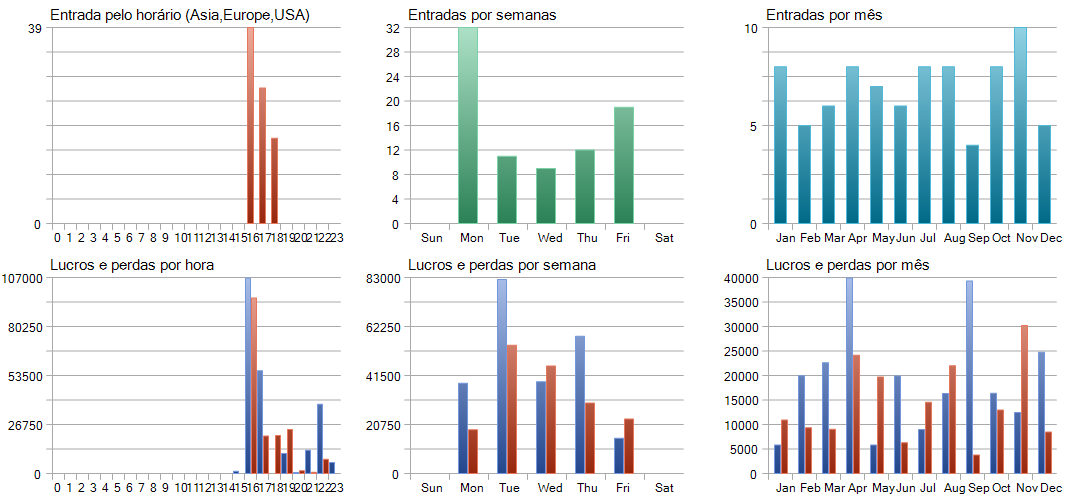 Entrada pelo horário (Asia,Europe,USA)
39
0
0 1 2 3 4 5 6 7 8 9 10 11 12 13 14 15 16 17 18 19 20 21 22 23
Entradas por semanas
32
28
24
20
16
12
8
4
0
Sun Mon Tue Wed Thu Fri Sat
Entradas por mês
10
5
0
Jan Feb Mar Apr May Jun Jul Aug Sep Oct Nov Dec
Lucros e perdas por hora
107000
80250
53500
26750
0
0 1 2 3 4 5 6 7 8 9 10 11 12 13 14 15 16 17 18 19 20 21 22 23
Lucros e perdas por semana
83000
62250
41500
20750
0
Sun Mon Tue Wed Thu Fri Sat
Lucros e perdas por mês
40000
35000
30000
25000
20000
15000
10000
5000
0
Jan Feb Mar Apr May Jun Jul Aug Sep Oct Nov Dec